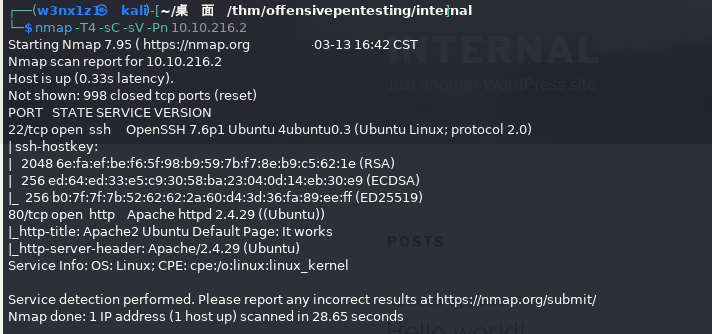 ┌──(w3nx1z1㉿ kali)-[~/桌 面 /thm/offensivepentesting/internal
└─$ nmap -T4 -sC -sV -Pn 10.10.216.2
Starting Nmap 7.95 ( https://nmap.org -03-13 16:42 CST
Nmap scan report for 10.10.216.2
Host is up (0.33s latency).
Not shown: 998 closed tcp ports (reset)
PORT STATE SERVICE VERSION
22/tcp open ssh OpenSSH 7.6p1 Ubuntu 4ubuntu0.3 (Ubuntu Linux; protocol 2.0)
| ssh-hostkey:
| 2048 6e:fa:ef:be:f6:5f:98:b9:59:7b:f7:8e:b9:c5:62:1e (RSA)
| 256 ed:64:ed:33:e5:c9:30:58:ba:23:04:0d:14:eb:30:e9 (ECDSA)
|_ 256 b0:7f:7f:7b:52:62:62:2a:60:d4:3d:36:fa:89:ee:ff (ED25519)
80/tcp open http Apache httpd 2.4.29 ((Ubuntu))
|_http-title: Apache2 Ubuntu Default Page: It works
|_http-server-header: Apache/2.4.29 (Ubuntu)
Service Info: OS: Linux; CPE: cpe:/o:linux:linux_kernel
Service detection performed. Please report any incorrect results at https://nmap.org/submit/
Nmap done: 1 IP address (1 host up) scanned in 28.65 seconds
INTERNAL
Just another WordPress site
POSTS
Hello world!